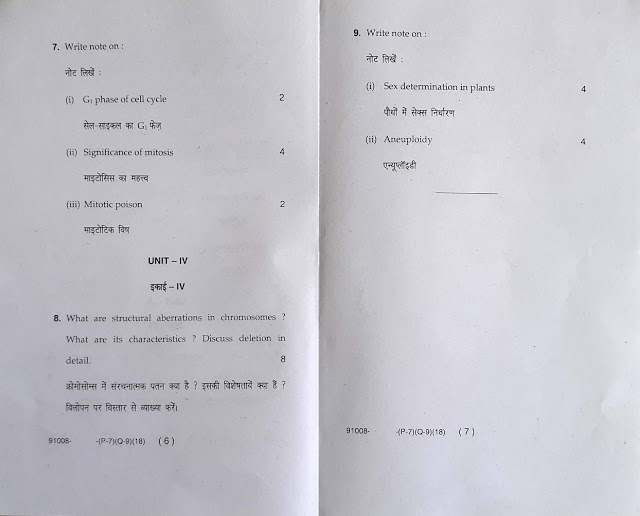 7. Write note on :
नोट लिखें :
(i) G₁ phase of cell cycle 2
सेल-साइकल का G₁ फेज़
(ii) Significance of mitosis 4
माइटोसिस का महत्त्व
(iii) Mitotic poison 2
माइटोटिक विष
UNIT – IV
इकाई – IV
8. What are structural aberrations in chromosomes ?
What are its characteristics ? Discuss deletion in
detail. 8
क्रोमोसोम्स में संरचनात्मक पतन क्या है ? इसकी विशेषतायें क्या हैं ?
विलोपन पर विस्तार से व्याख्या करें।
91008- -(P-7)(Q-9)(18) (6)
9. Write note on :
नोट लिखें :
(i) Sex determination in plants 4
पौधों में सेक्स निर्धारण
(ii) Aneuploidy 4
एन्यूप्लॉइडी
91008- -(P-7)(Q-9)(18) (7)